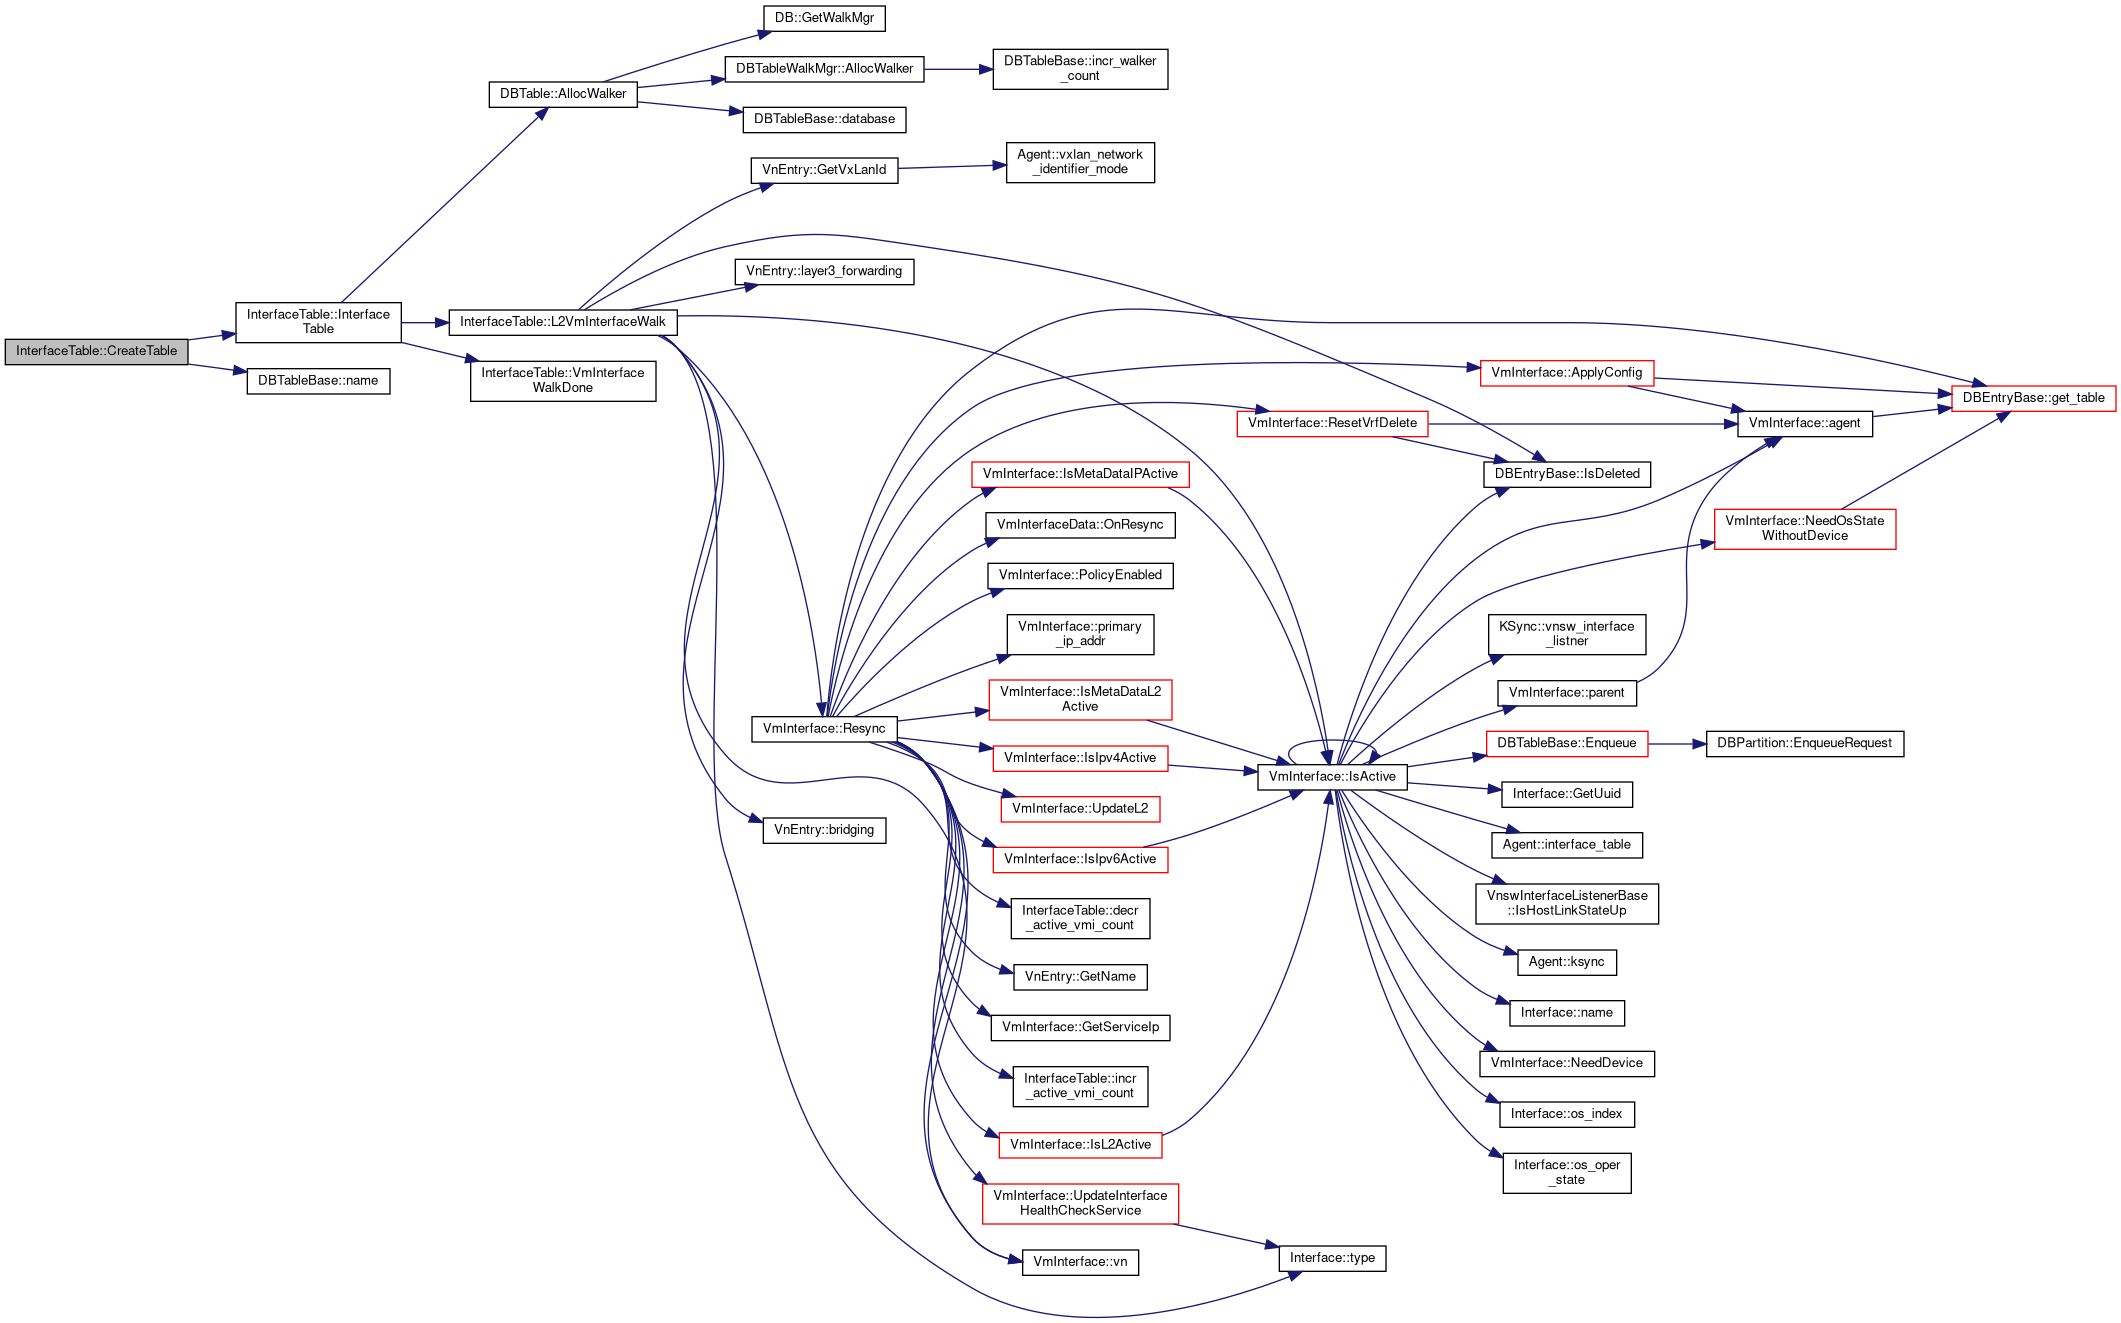 DB::GetWalkMgr
DBTableWalkMgr::AllocWalker
DBTableBase::incr_walker
_count
DBTable::AllocWalker
DBTableBase::database
Agent::vxlan_network
_identifier_mode
VnEntry::GetVxLanId
VnEntry::layer3_forwarding
InterfaceTable::Interface
Table
InterfaceTable::L2VmInterfaceWalk
InterfaceTable::CreateTable
DBTableBase::name
InterfaceTable::VmInterface
WalkDone
VmInterface::ApplyConfig
DBEntryBase::get_table
VmInterface::ResetVrfDelete
VmInterface::agent
VmInterface::IsMetaDataIPActive
DBEntryBase::IsDeleted
VmInterfaceData::OnResync
VmInterface::NeedOsState
WithoutDevice
VmInterface::PolicyEnabled
VmInterface::primary
_ip_addr
KSync::vnsw_interface
_listner
VmInterface::IsMetaDataL2
Active
VmInterface::parent
VmInterface::Resync
VmInterface::IsIpv4Active
DBTableBase::Enqueue
DBPartition::EnqueueRequest
VmInterface::IsActive
VmInterface::UpdateL2
Interface::GetUuid
VnEntry::bridging
VmInterface::IsIpv6Active
Agent::interface_table
InterfaceTable::decr
_active_vmi_count
VnswInterfaceListenerBase
::IsHostLinkStateUp
VnEntry::GetName
Agent::ksync
VmInterface::GetServiceIp
Interface::name
InterfaceTable::incr
_active_vmi_count
VmInterface::NeedDevice
VmInterface::IsL2Active
Interface::os_index
VmInterface::UpdateInterface
HealthCheckService
Interface::os_oper
_state
VmInterface::vn
Interface::type